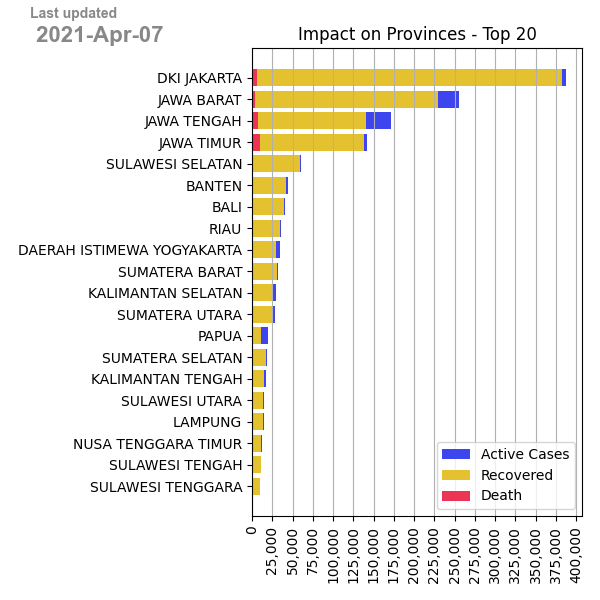 Last updated
2021-Apr-07
Impact on Provinces - Top 20
DKI JAKARTA
JAWA BARAT
JAWA TENGAH
JAWA TIMUR
SULAWESI SELATAN
BANTEN
BALI
RIAU
DAERAH ISTIMEWA YOGYAKARTA
SUMATERA BARAT
KALIMANTAN SELATAN
SUMATERA UTARA
PAPUA
SUMATERA SELATAN
KALIMANTAN TENGAH
SULAWESI UTARA
LAMPUNG
NUSA TENGGARA TIMUR
SULAWESI TENGAH
SULAWESI TENGGARA
Active Cases
Recovered
Death
0
25,000
50,000
75,000
100,000
125,000
150,000
175,000
200,000
225,000
250,000
275,000
300,000
325,000
350,000
375,000
400,000